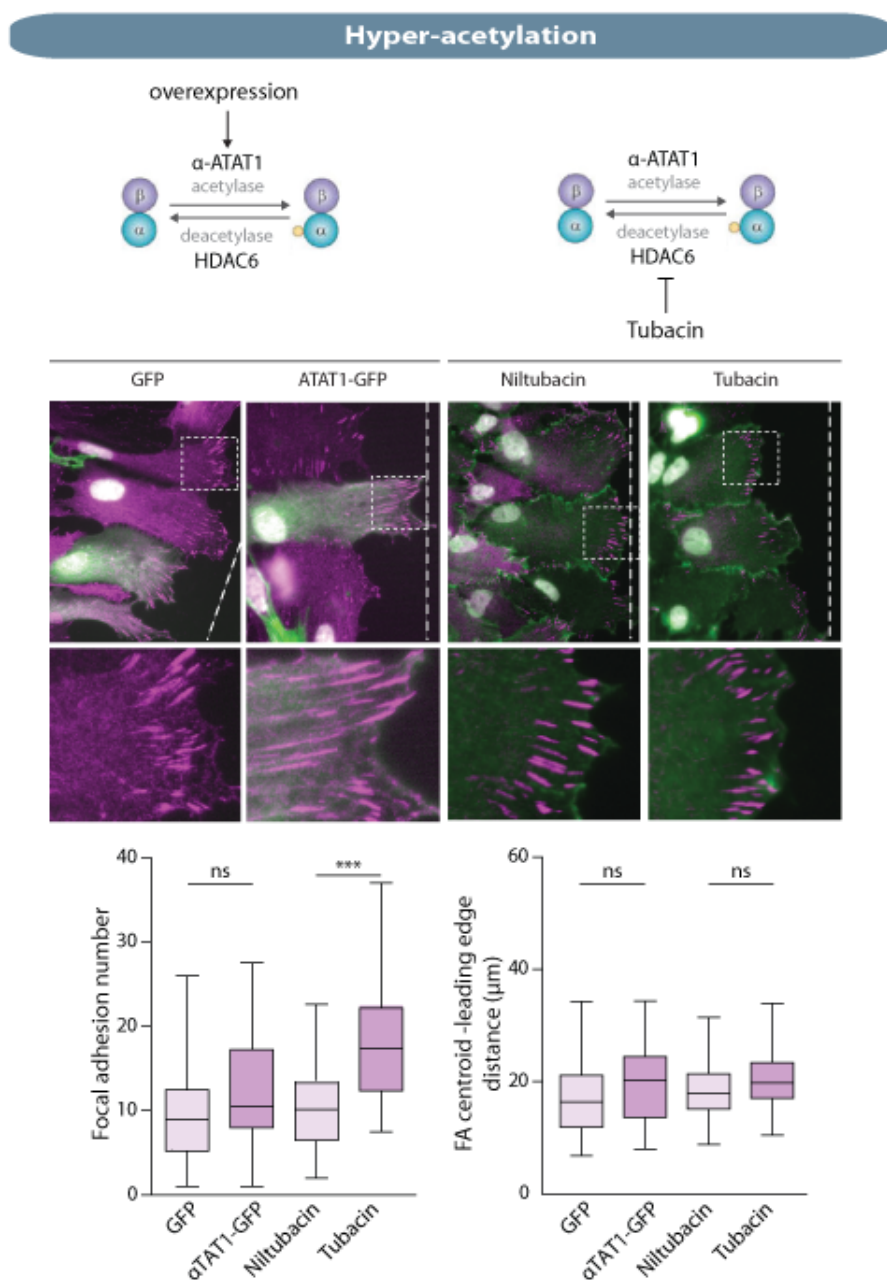 Hyper-acetylation
overexpression
α-ATAT1
acetylase
β
β
α
α
deacetylase
HDAC6
α-ATAT1
acetylase
β
β
α
α
deacetylase
HDAC6
Tubacin
GFP
ATAT1-GFP
Niltubacin
Tubacin
Focal adhesion number
40
30
20
10
0
ns
***
GFP
αTAT1-GFP
Niltubacin
Tubacin
FA centroid -leading edge
distance (µm)
60
40
20
0
ns
ns
GFP
αTAT1-GFP
Niltubacin
Tubacin